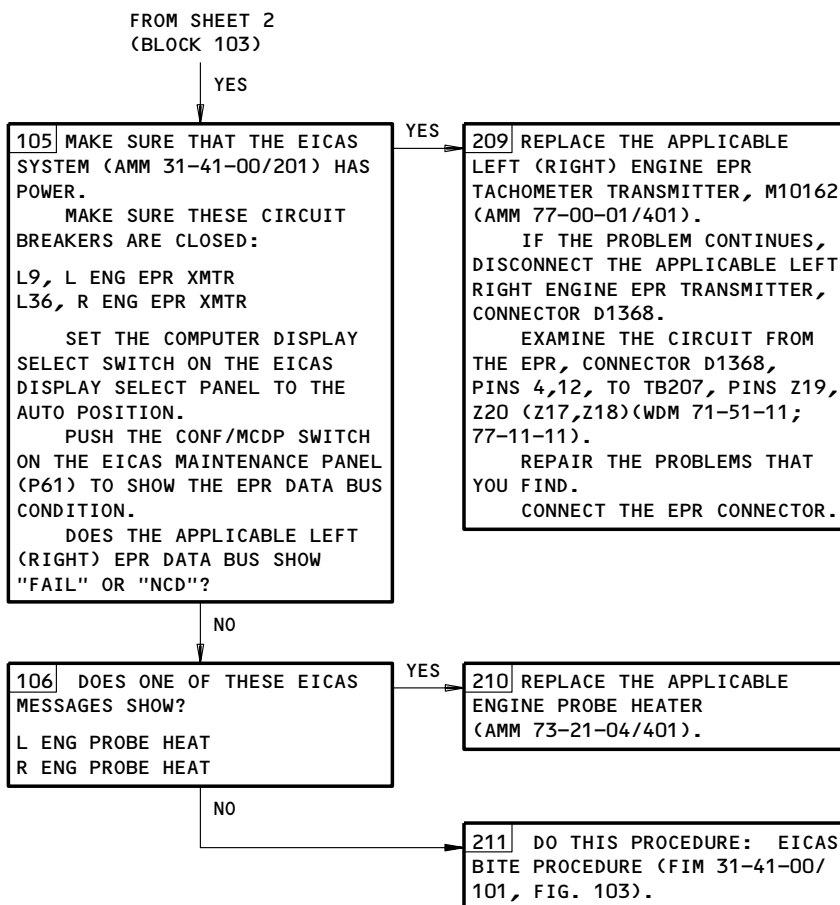 FROM SHEET 2
(BLOCK 103)
YES
105 MAKE SURE THAT THE EICAS
SYSTEM (AMM 31-41-00/201) HAS
POWER.
MAKE SURE THESE CIRCUIT
BREAKERS ARE CLOSED:
L9, L ENG EPR XMTR
L36, R ENG EPR XMTR
SET THE COMPUTER DISPLAY
SELECT SWITCH ON THE EICAS
DISPLAY SELECT PANEL TO THE
AUTO POSITION.
PUSH THE CONF/MCDP SWITCH
ON THE EICAS MAINTENANCE PANEL
(P61) TO SHOW THE EPR DATA BUS
CONDITION.
DOES THE APPLICABLE LEFT
(RIGHT) EPR DATA BUS SHOW
"FAIL" OR "NCD"?
YES
209 REPLACE THE APPLICABLE
LEFT (RIGHT) ENGINE EPR
TACHOMETER TRANSMITTER, M10162
(AMM 77-00-01/401).
IF THE PROBLEM CONTINUES,
DISCONNECT THE APPLICABLE LEFT
RIGHT ENGINE EPR TRANSMITTER,
CONNECTOR D1368.
EXAMINE THE CIRCUIT FROM
THE EPR, CONNECTOR D1368,
PINS 4,12, TO TB207, PINS Z19,
Z20 (Z17,Z18)(WDM 71-51-11;
77-11-11).
REPAIR THE PROBLEMS THAT
YOU FIND.
CONNECT THE EPR CONNECTOR.
NO
106 DOES ONE OF THESE EICAS
MESSAGES SHOW?
L ENG PROBE HEAT
R ENG PROBE HEAT
YES
210 REPLACE THE APPLICABLE
ENGINE PROBE HEATER
(AMM 73-21-04/401).
NO
211 DO THIS PROCEDURE: EICAS
BITE PROCEDURE (FIM 31-41-00/
101, FIG. 103).